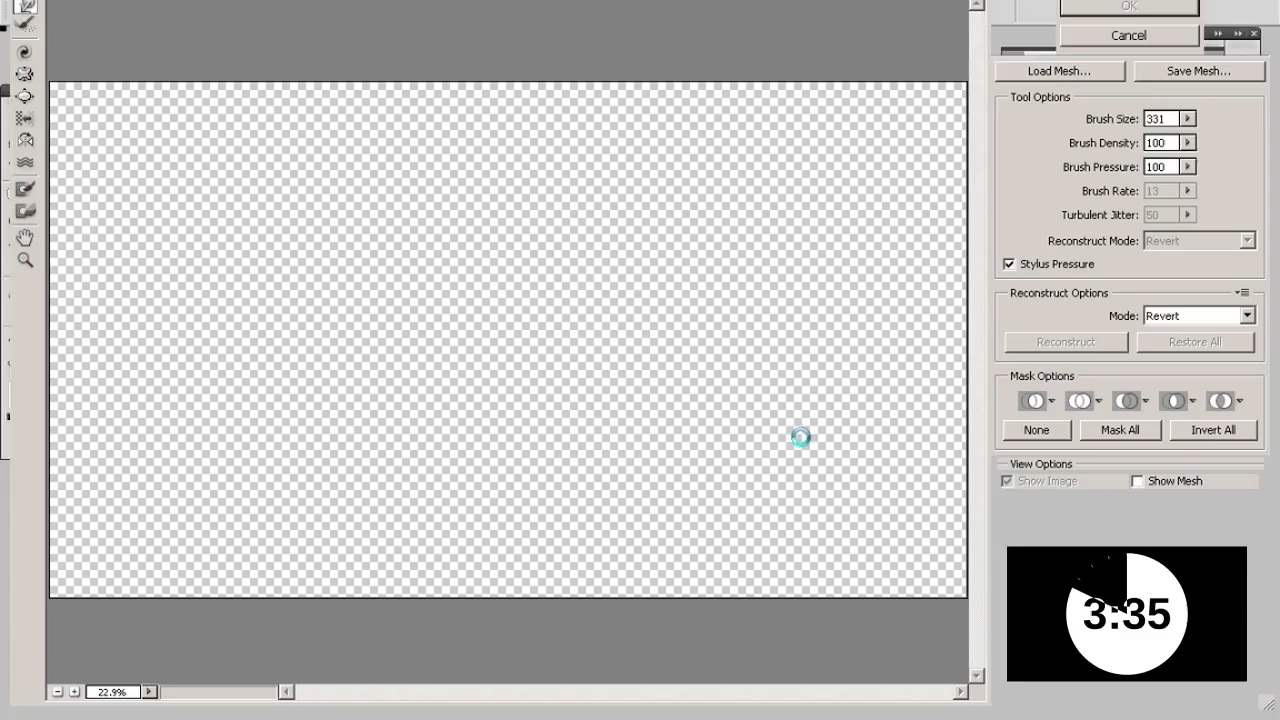 OK
Cancel
Load Mesh... Save Mesh...
Tool Options
Brush Size: 331
Brush Density: 100
Brush Pressure: 100
Brush Rate: 13
Turbulent Jitter: 50
Reconstruct Mode: Revert
Stylus Pressure
Reconstruct Options
Mode: Revert
Reconstruct Restore All
Mask Options
None Mask All Invert All
View Options
Show Image Show Mesh
3:35
22.9%